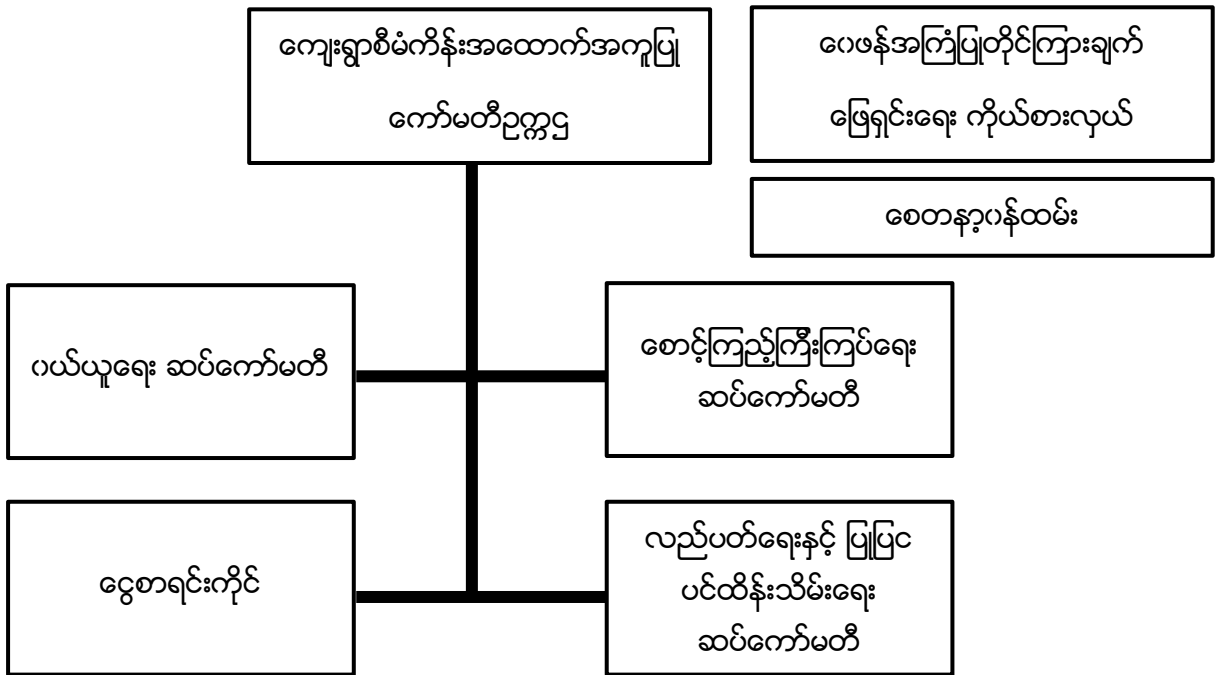 ကျေးရွာစီမံကိန်းအထောက်အကူပြု
ကော်မတီဥက္ကဌ
ဝေဖန်အကြံပြုတိုင်ကြားချက်
ဖြေရှင်းရေး ကိုယ်စားလှယ်
စေတနာ့ဝန်ထမ်း
ဝယ်ယူရေး ဆပ်ကော်မတီ
စောင့်ကြည့်ကြီးကြပ်ရေး
ဆပ်ကော်မတီ
ငွေစာရင်းကိုင်
လည်ပတ်ရေးနှင့် ပြုပြင
ပင်ထိန်းသိမ်းရေး
ဆပ်ကော်မတီ